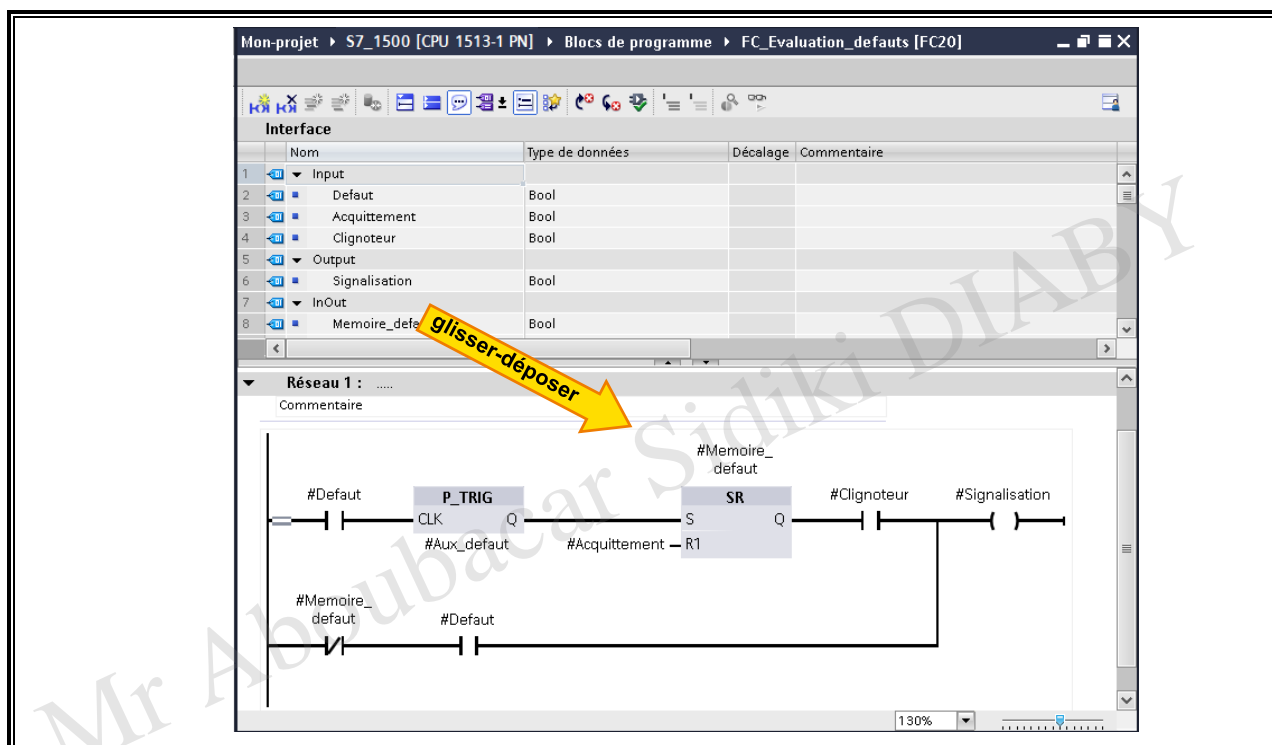 Mon-projet ▸ S7_1500 [CPU 1513-1 PN] ▸ Blocs de programme ▸ FC_Evaluation_defauts [FC20]
Interface
Nom Type de données Décalage Commentaire
1 Input
2 Defaut Bool
3 Acquittement Bool
4 Clignoteur Bool
5 Output
6 Signalisation Bool
7 InOut
8 Memoire_defa Bool
glisser-déposer
Réseau 1 : .....
Commentaire
#Memoire_
defaut
#Defaut P_TRIG SR #Clignoteur #Signalisation
CLK Q S Q
#Aux_defaut #Acquittement R1
#Memoire_
defaut #Defaut
130%
Mr Aboubacar Sidiki DIABY